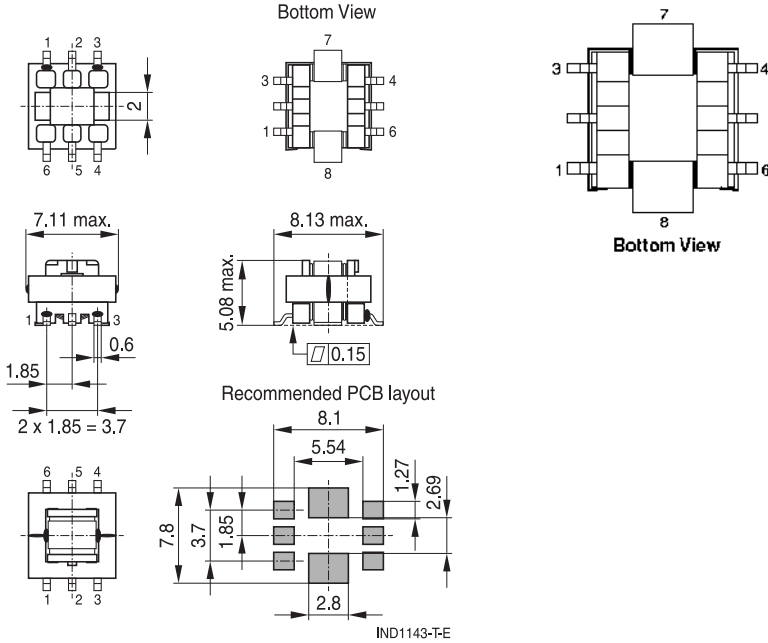 Bottom View
1 2 3
7
2
3 4
1 6
6 5 4
8
7
3 4
1 6
8
Bottom View
7.11 max.
8.13 max.
5.08 max.
1 3
0.6
0.15
1.85
2 x 1.85 = 3.7
Recommended PCB layout
8.1
5.54
1.27
2.69
6 5 4
7.8
3.7
1.85
1 2 3
2.8
IND1143-T-E